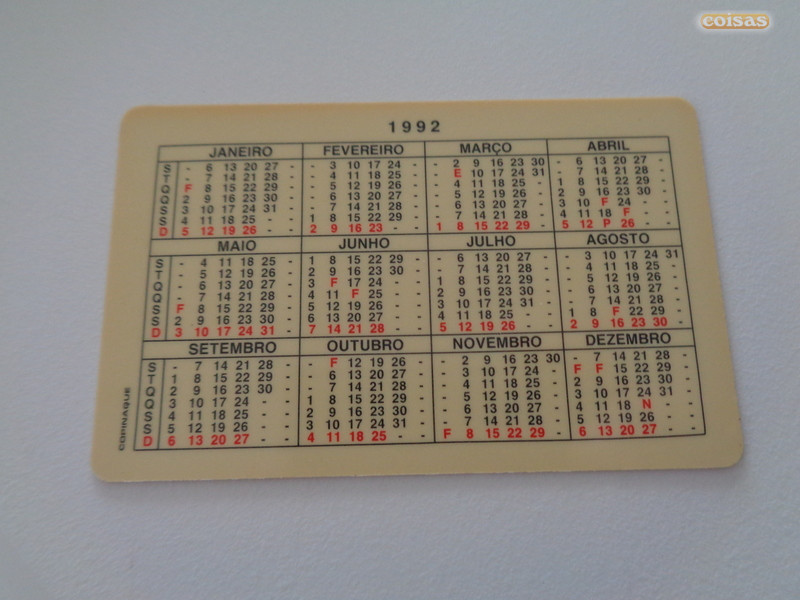 coisas
1992
JANEIRO FEVEREIRO MARÇO ABRIL
S - 6 13 20 27 - - 3 10 17 24 - - 2 9 16 23 30 - 6 13 20 27 -
T - 7 14 21 28 - - 4 11 18 25 - - E 10 17 24 31 - 7 14 21 28 -
Q F 8 15 22 29 - - 5 12 19 26 - - 4 11 18 25 - 1 8 15 22 29 -
Q 2 9 16 23 30 - - 6 13 20 27 - - 5 12 19 26 - 2 9 16 23 30 -
S 3 10 17 24 31 - - 7 14 21 28 - - 6 13 20 27 - 3 10 F 24 - -
S 4 11 18 25 - - 1 8 15 22 29 - - 7 14 21 28 - 4 11 18 F - -
D 5 12 19 26 - - 2 9 16 23 - - 1 8 15 22 29 - 5 12 P 26 - -
MAIO JUNHO JULHO AGOSTO
S - 4 11 18 25 - 1 8 15 22 29 - - 6 13 20 27 - - 3 10 17 24 31
T - 5 12 19 26 - 2 9 16 23 30 - - 7 14 21 28 - - 4 11 18 25 -
Q - 6 13 20 27 - 3 F 17 24 - - 1 8 15 22 29 - - 5 12 19 26 -
Q - 7 14 21 28 - 4 11 F 25 - - 2 9 16 23 30 - - 6 13 20 27 -
S F 8 15 22 29 - 5 12 19 26 - - 3 10 17 24 31 - - 7 14 21 28 -
S 2 9 16 23 30 - 6 13 20 27 - - 4 11 18 25 - - 1 8 F 22 29 -
D 3 10 17 24 31 - 7 14 21 28 - - 5 12 19 26 - - 2 9 16 23 30 -
SETEMBRO OUTUBRO NOVEMBRO DEZEMBRO
S - 7 14 21 28 - - F 12 19 26 - - 2 9 16 23 30 - 7 14 21 28 -
T 1 8 15 22 29 - - 6 13 20 27 - - 3 10 17 24 - F F 15 22 29 -
Q 2 9 16 23 30 - - 7 14 21 28 - - 4 11 18 25 - 2 9 16 23 30 -
Q 3 10 17 24 - - 1 8 15 22 29 - - 5 12 19 26 - 3 10 17 24 31 -
S 4 11 18 25 - - 2 9 16 23 30 - - 6 13 20 27 - 4 11 18 N - -
S 5 12 19 26 - - 3 10 17 24 31 - - 7 14 21 28 - 5 12 19 26 - -
D 6 13 20 27 - - 4 11 18 25 - - F 8 15 22 29 - 6 13 20 27 - -
COPINAQUE